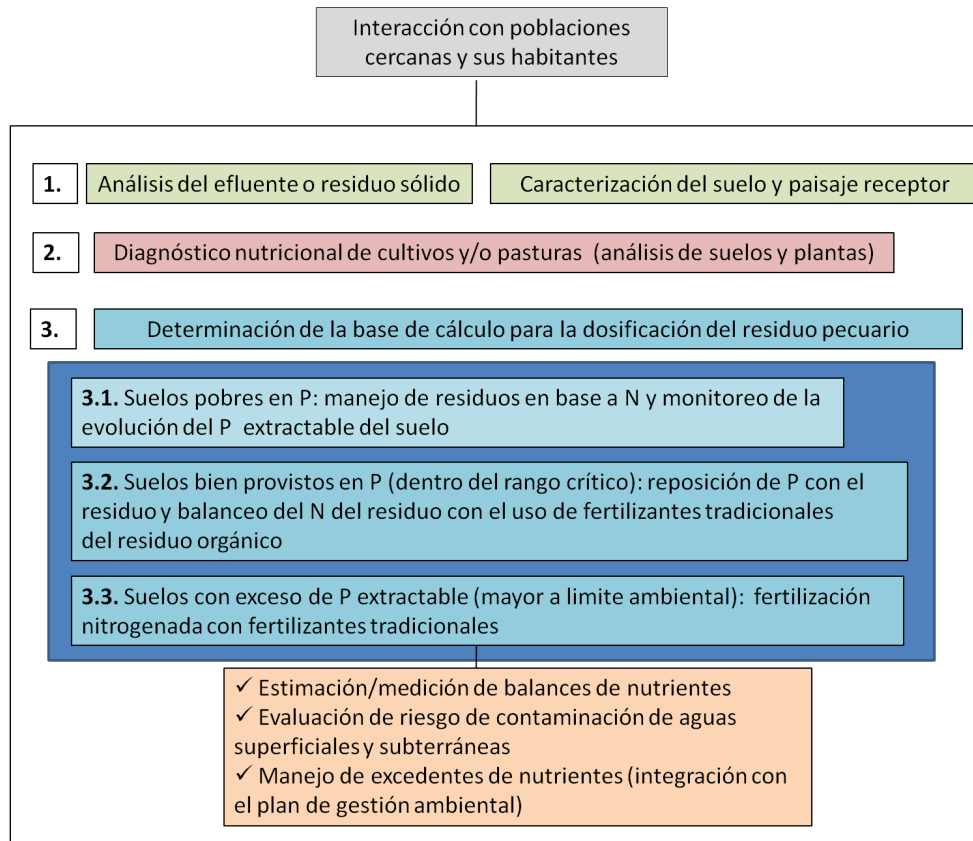 Interacción con poblaciones
cercanas y sus habitantes
1.
Análisis del efluente o residuo sólido
Caracterización del suelo y paisaje receptor
2.
Diagnóstico nutricional de cultivos y/o pasturas (análisis de suelos y plantas)
3.
Determinación de la base de cálculo para la dosificación del residuo pecuario
3.1. Suelos pobres en P: manejo de residuos en base a N y monitoreo de la
evolución del P extractable del suelo
3.2. Suelos bien provistos en P (dentro del rango crítico): reposición de P con el
residuo y balanceo del N del residuo con el uso de fertilizantes tradicionales
del residuo orgánico
3.3. Suelos con exceso de P extractable (mayor a limite ambiental): fertilización
nitrogenada con fertilizantes tradicionales
✓ Estimación/medición de balances de nutrientes
✓ Evaluación de riesgo de contaminación de aguas
superficiales y subterráneas
✓ Manejo de excedentes de nutrientes (integración con
el plan de gestión ambiental)